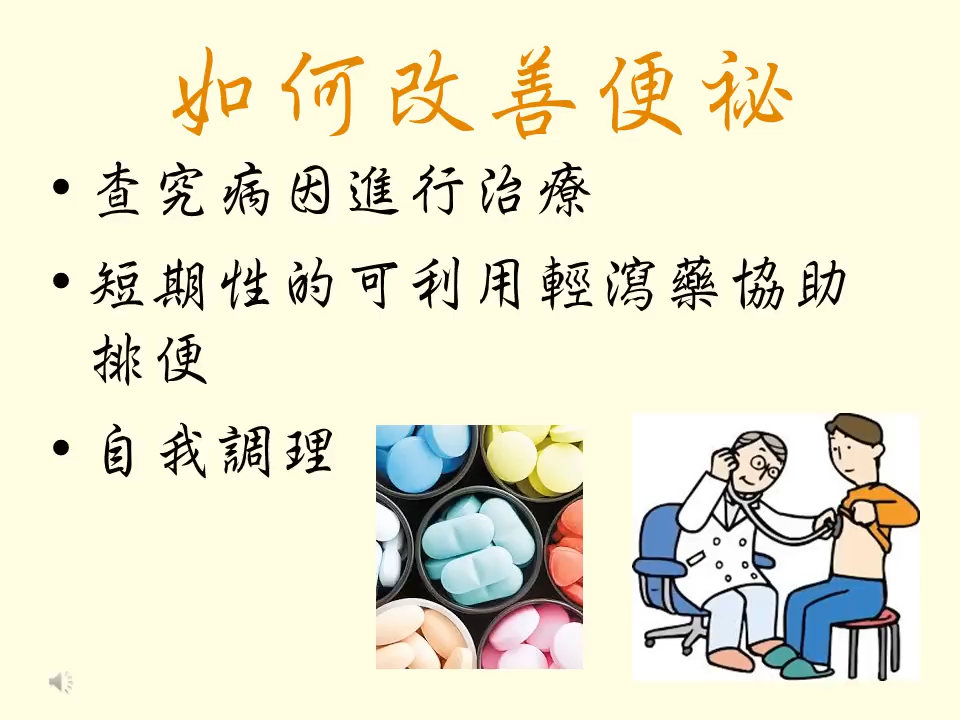 如何改善便祕
• 查究病因進行治療
• 短期性的可利用輕瀉藥協助
排便
• 自我調理